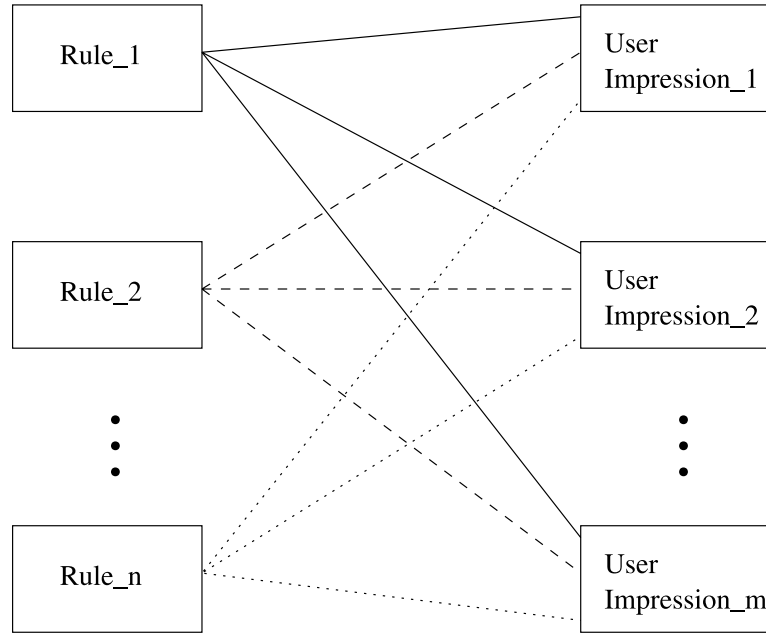 Rule_1
User
Impression_1
Rule_2
User
Impression_2
Rule_n
User
Impression_m